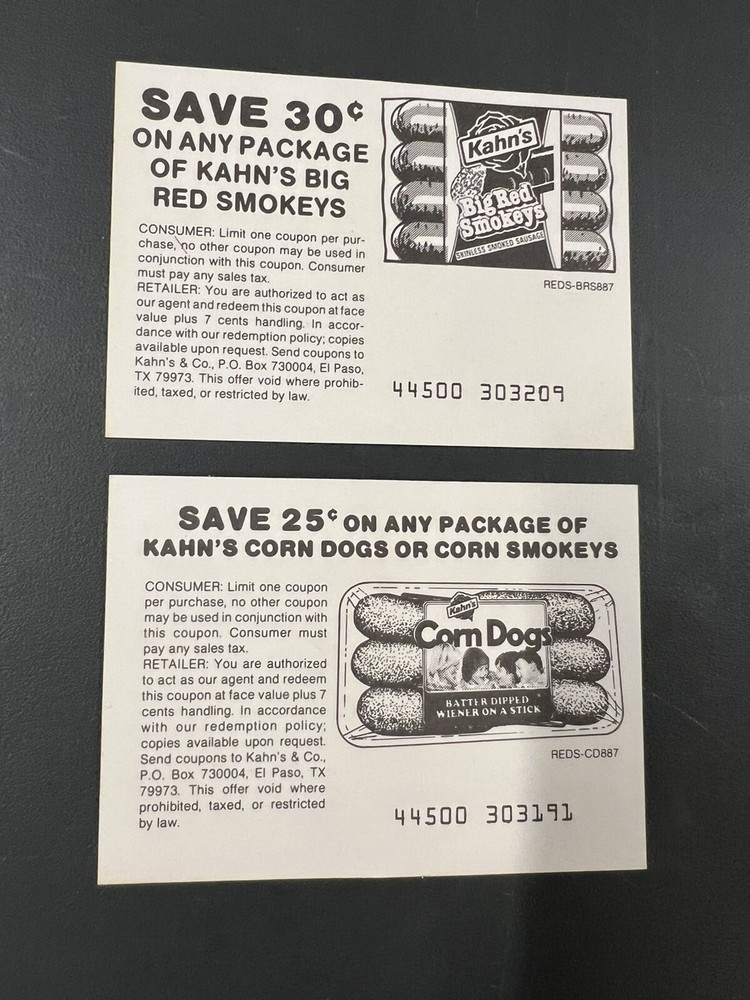 SAVE 30¢
ON ANY PACKAGE
OF KAHN'S BIG
RED SMOKEYS
CONSUMER: Limit one coupon per pur-
chase, no other coupon may be used in
conjunction with this coupon. Consumer
must pay any sales tax.
RETAILER: You are authorized to act as
our agent and redeem this coupon at face
value plus 7 cents handling. In accor-
dance with our redemption policy; copies
available upon request. Send coupons to
Kahn's & Co., P.O. Box 730004, El Paso,
TX 79973. This offer void where prohib-
ited, taxed, or restricted by law.
Kahn's
Big Red
Smokeys
SKINLESS SMOKED SAUSAGE
REDS-BRS887
44500 303209
SAVE 25¢ ON ANY PACKAGE OF
KAHN'S CORN DOGS OR CORN SMOKEYS
CONSUMER: Limit one coupon
per purchase, no other coupon
may be used in conjunction with
this coupon. Consumer must
pay any sales tax.
RETAILER: You are authorized
to act as our agent and redeem
this coupon at face value plus 7
cents handling. In accordance
with our redemption policy;
copies available upon request.
Send coupons to Kahn's & Co.,
P.O. Box 730004, El Paso, TX
79973. This offer void where
prohibited, taxed, or restricted
by law.
Kahn's
Corn Dogs
BATTER DIPPED
WIENER ON A STICK
REDS-CD887
44500 303191